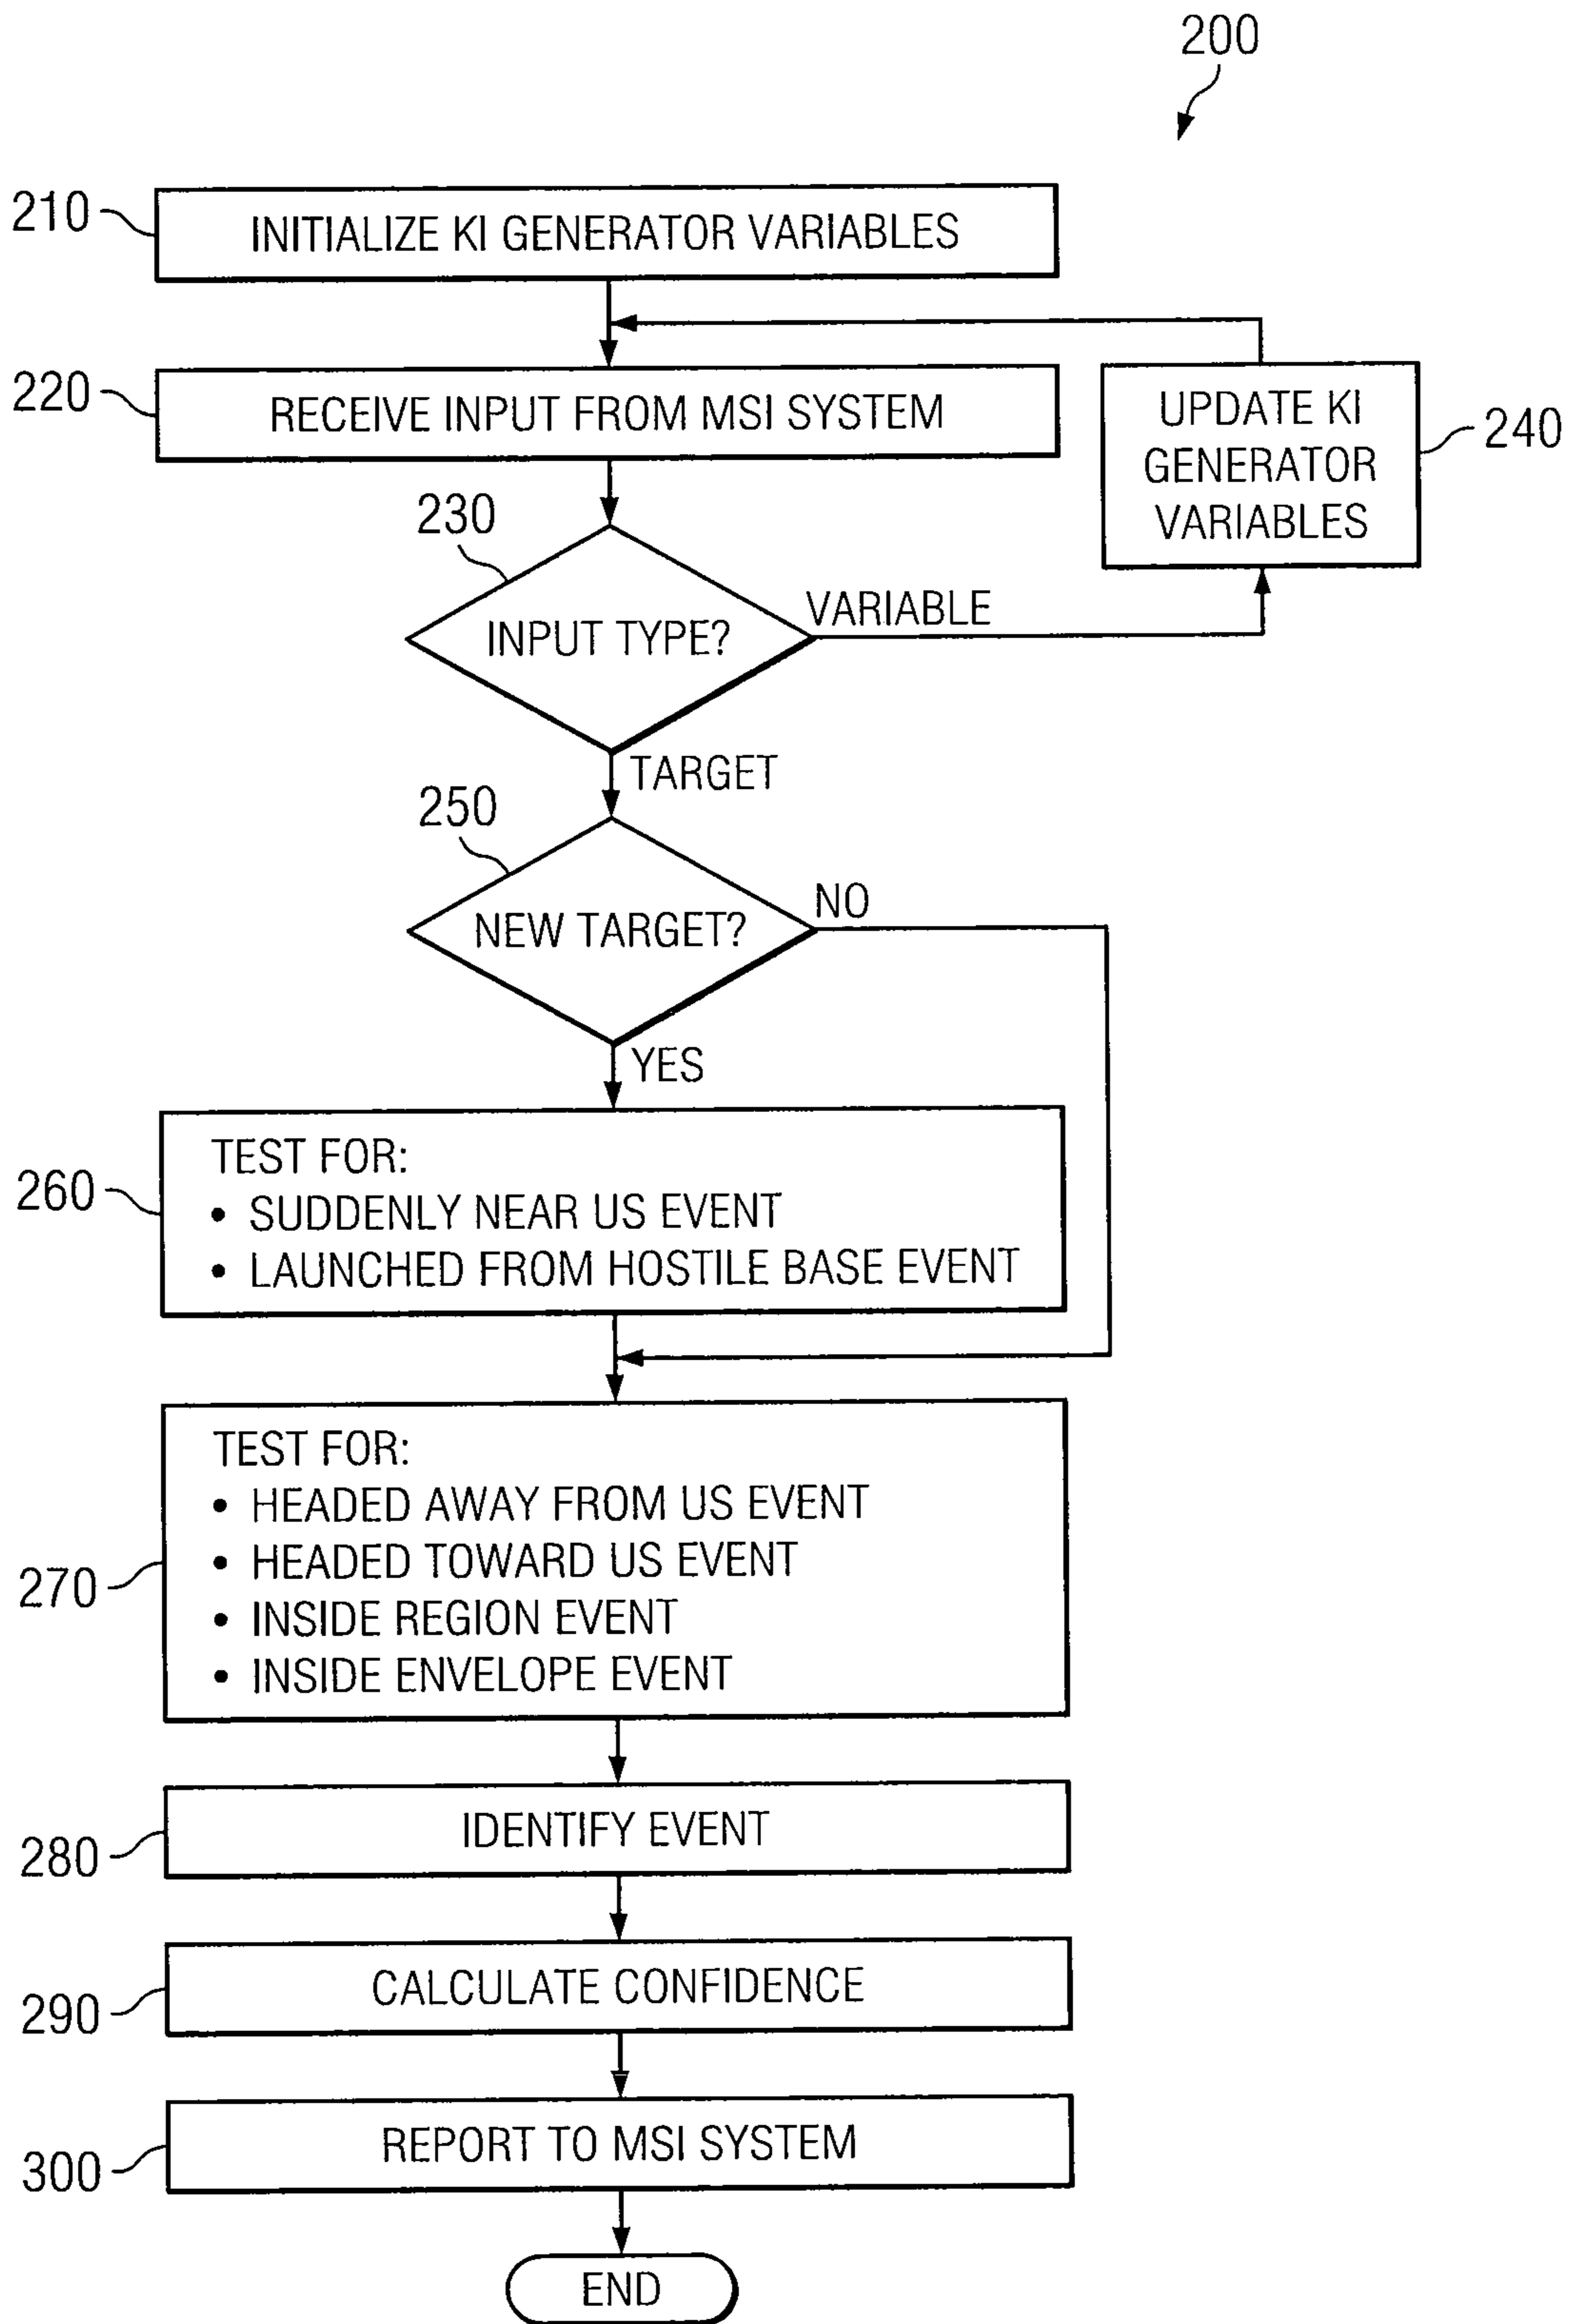 200
210
INITIALIZE KI GENERATOR VARIABLES
220
RECEIVE INPUT FROM MSI SYSTEM
UPDATE KI
GENERATOR
VARIABLES
240
230
INPUT TYPE?
VARIABLE
TARGET
250
NEW TARGET?
NO
YES
260
TEST FOR:
• SUDDENLY NEAR US EVENT
• LAUNCHED FROM HOSTILE BASE EVENT
270
TEST FOR:
• HEADED AWAY FROM US EVENT
• HEADED TOWARD US EVENT
• INSIDE REGION EVENT
• INSIDE ENVELOPE EVENT
280
IDENTIFY EVENT
290
CALCULATE CONFIDENCE
300
REPORT TO MSI SYSTEM
END